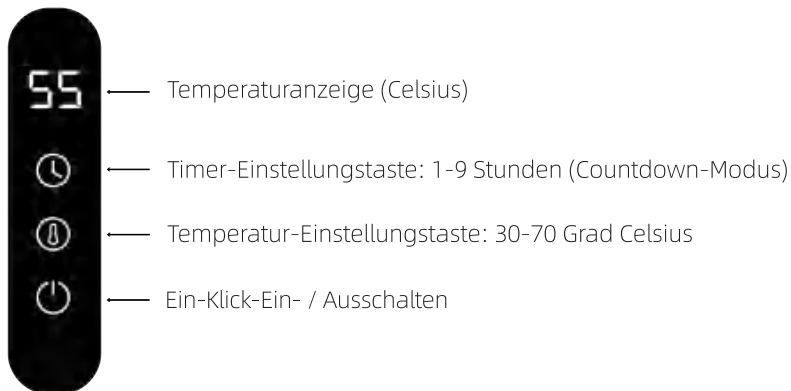 55
Temperaturanzeige (Celsius)
Timer-Einstellungstaste: 1-9 Stunden (Countdown-Modus)
Temperatur-Einstellungstaste: 30-70 Grad Celsius
Ein-Klick-Ein- / Ausschalten